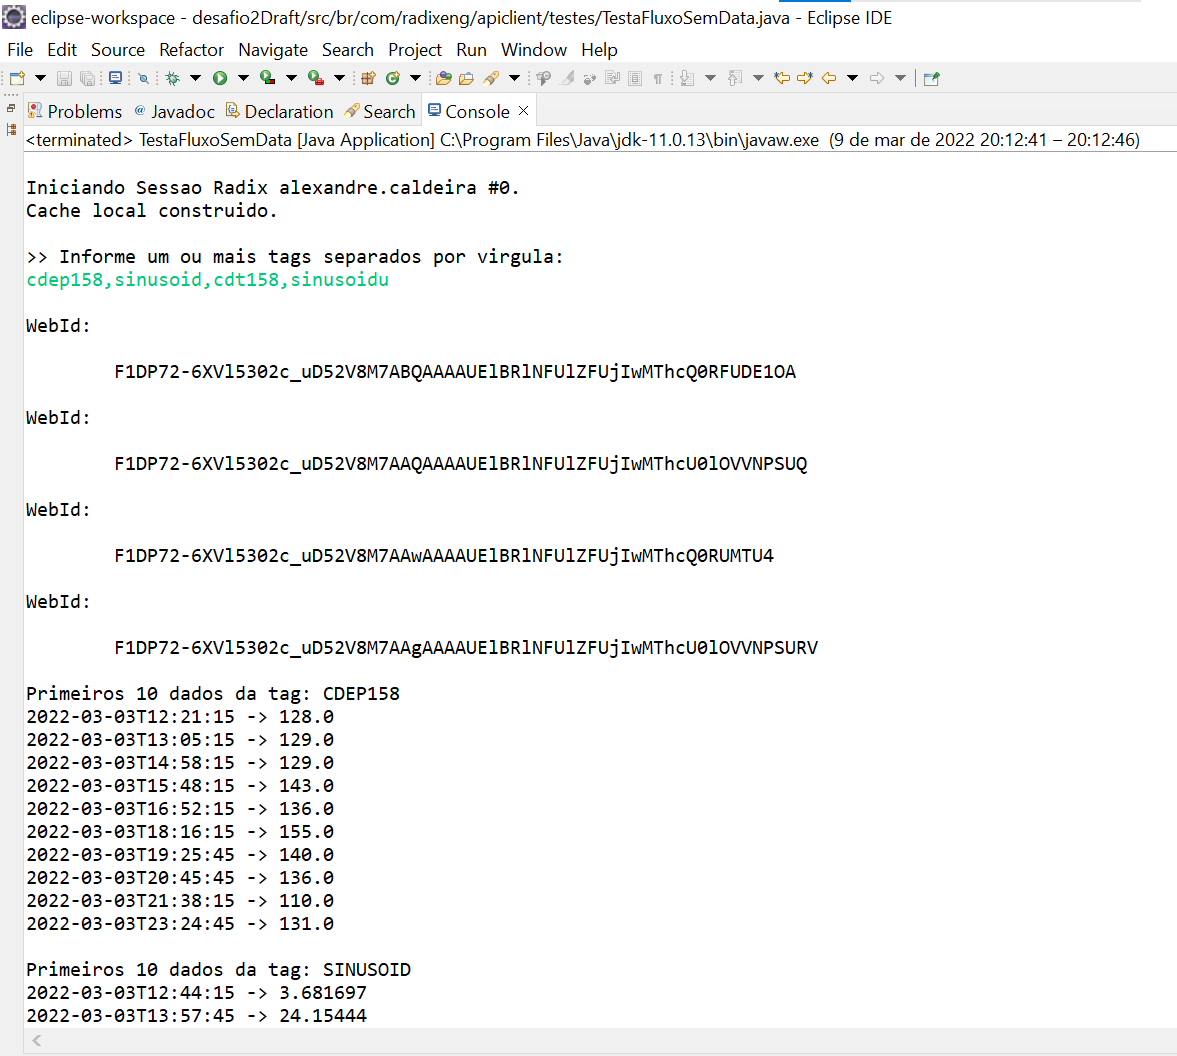 eclipse-workspace - desafio2Draft/src/br/com/radixeng/apiclient/testes/TestaFluxoSemData.java - Eclipse IDE
File Edit Source Refactor Navigate Search Project Run Window Help
Problems @ Javadoc Declaration Search Console
<terminated> TestaFluxoSemData [Java Application] C:\Program Files\Java\jdk-11.0.13\bin\javaw.exe (9 de mar de 2022 20:12:41 – 20:12:46)
Iniciando Sessao Radix alexandre.caldeira #0.
Cache local construido.
>> Informe um ou mais tags separados por virgula:
cdep158,sinusoid,cdt158,sinusoidu
WebId:
F1DP72-6XVl5302c_uD52V8M7ABQAAAAUElBRlNFUlZFUjIwMThcQ0RFUDE1OA
WebId:
F1DP72-6XVl5302c_uD52V8M7AAQAAAAUElBRlNFUlZFUjIwMThcU0lOVVNPSUQ
WebId:
F1DP72-6XVl5302c_uD52V8M7AAwAAAAUElBRlNFUlZFUjIwMThcQ0RUMTU4
WebId:
F1DP72-6XVl5302c_uD52V8M7AAgAAAAUElBRlNFUlZFUjIwMThcU0lOVVNPSURV
Primeiros 10 dados da tag: CDEP158
2022-03-03T12:21:15 -> 128.0
2022-03-03T13:05:15 -> 129.0
2022-03-03T14:58:15 -> 129.0
2022-03-03T15:48:15 -> 143.0
2022-03-03T16:52:15 -> 136.0
2022-03-03T18:16:15 -> 155.0
2022-03-03T19:25:45 -> 140.0
2022-03-03T20:45:45 -> 136.0
2022-03-03T21:38:15 -> 110.0
2022-03-03T23:24:45 -> 131.0
Primeiros 10 dados da tag: SINUSOID
2022-03-03T12:44:15 -> 3.681697
2022-03-03T13:57:45 -> 24.15444